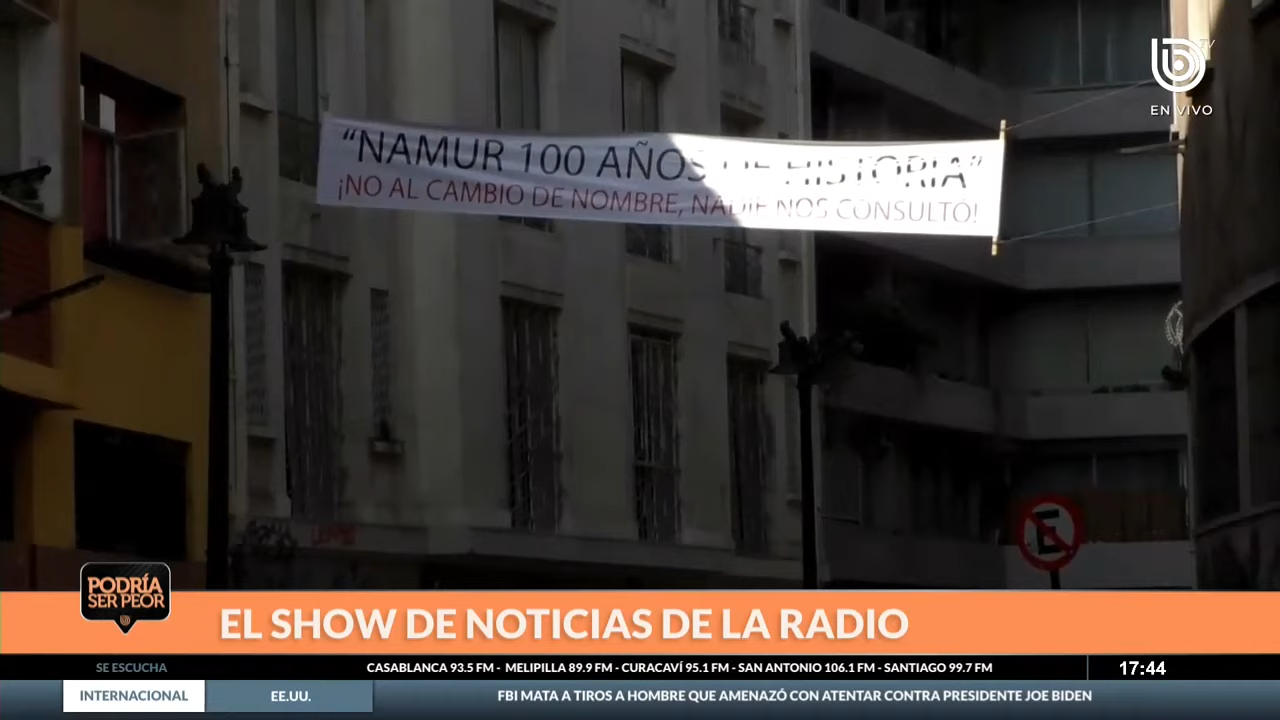 TV
EN VIVO
“NAMUR 100 AÑOS DE HISTORIA”
¡NO AL CAMBIO DE NOMBRE, NADIE NOS CONSULTÓ!
E
PODRÍA
SER PEOR
EL SHOW DE NOTICIAS DE LA RADIO
SE ESCUCHA
CASABLANCA 93.5 FM - MELIPILLA 89.9 FM - CURACAVÍ 95.1 FM - SAN ANTONIO 106.1 FM - SANTIAGO 99.7 FM
17:44
INTERNACIONAL
EE.UU.
FBI MATA A TIROS A HOMBRE QUE AMENAZÓ CON ATENTAR CONTRA PRESIDENTE JOE BIDEN